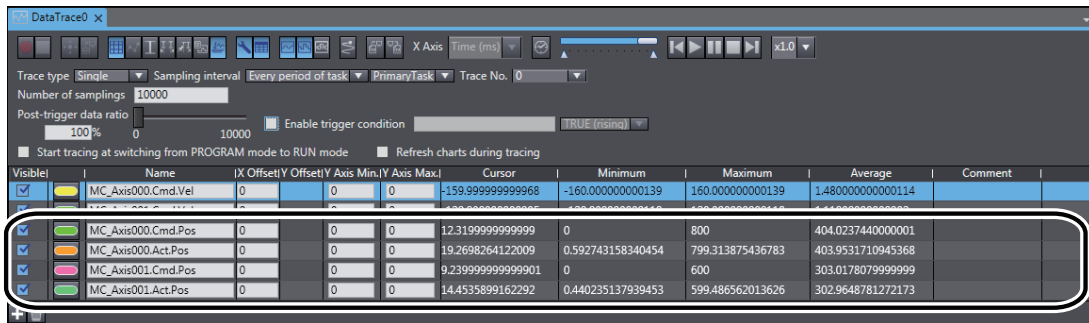 DataTrace0 x
X Axis Time (ms) x1.0
Trace type Single Sampling interval Every period of task PrimaryTask Trace No. 0
Number of samplings 10000
Post-trigger data ratio
100 % 0 10000 Enable trigger condition TRUE (rising)
Start tracing at switching from PROGRAM mode to RUN mode Refresh charts during tracing
Visible Name X Offset Y Offset Y Axis Min. Y Axis Max. Cursor Minimum Maximum Average Comment
MC_Axis000.Cmd.Vel 0 0 0 -159.999999999968 -160.000000000139 160.000000000139 1.480000000000114
MC_Axis000.Cmd.Pos 0 0 0 12.3199999999999 0 800 404.0237440000001
MC_Axis000.Act.Pos 0 0 0 19.2698264122009 0.592743158340454 799.313875436783 403.9531710945368
MC_Axis001.Cmd.Pos 0 0 0 9.239999999999901 0 600 303.0178079999999
MC_Axis001.Act.Pos 0 0 0 14.4535899162292 0.440235137939453 599.486562013626 302.9648781272173